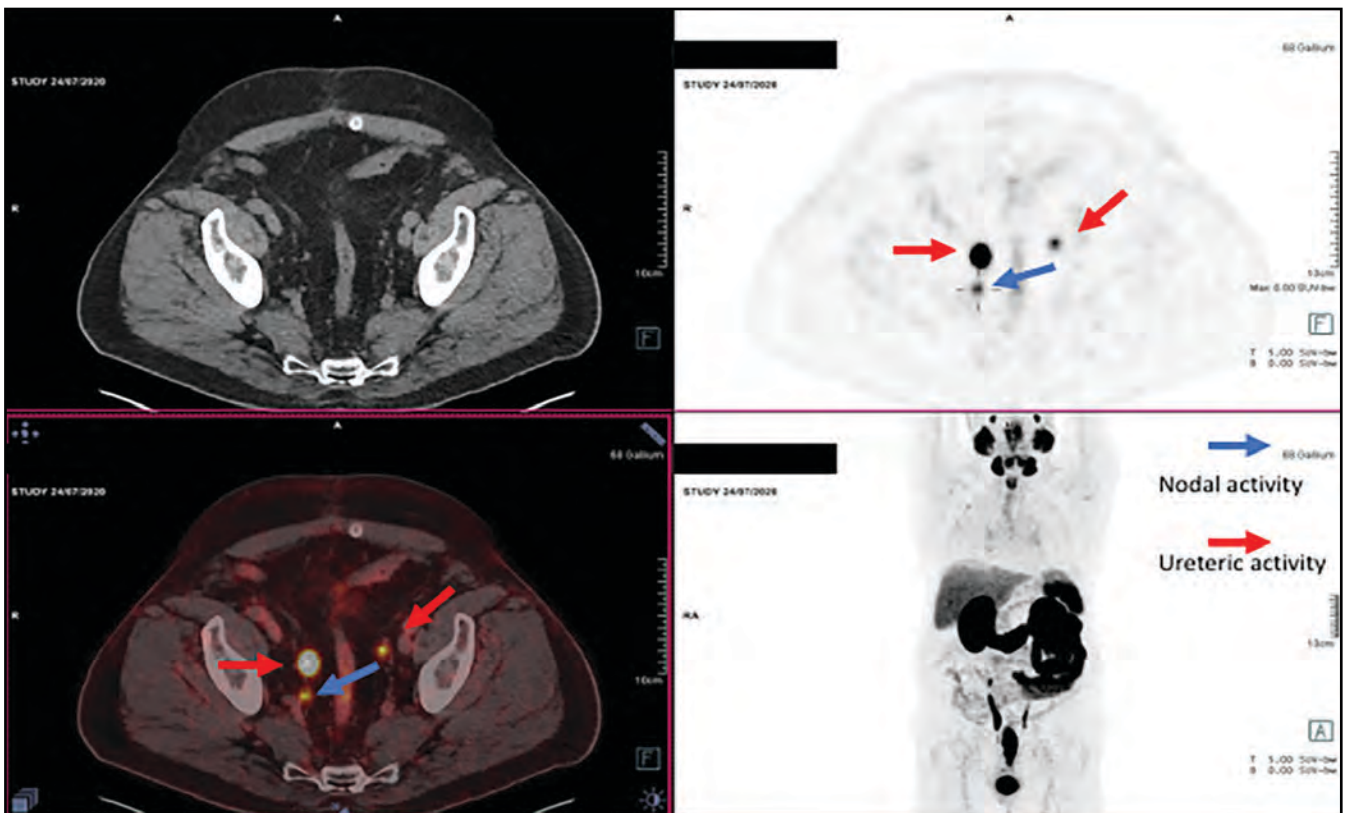 A
STUDY 24/07/2020
R
10cm
F
A
68 Gallium
STUDY 24/07/2020
R
10cm
Max 6.00 SUV-bw
F
T 5.00 SUV-bw
B 0.00 SUV-bw
A
68 Gallium
STUDY 24/07/2020
R
10cm
F
68 Gallium
Nodal activity
STUDY 24/07/2020
Ureteric activity
RA
13cm
A
T 5.00 SUV-bw
B 0.00 SUV-bw